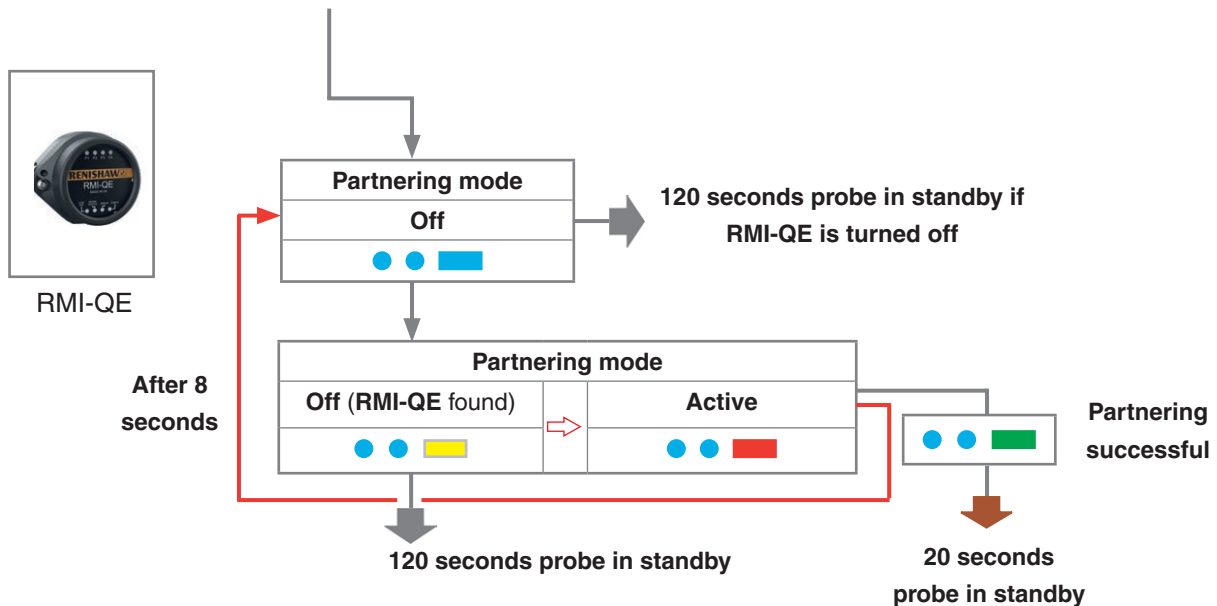 Partnering mode
Off
120 seconds probe in standby if
RMI-QE is turned off
RENISHAW
RMI-QE
RMI-QE
Partnering mode
After 8
seconds
Off (RMI-QE found)
Active
Partnering
successful
120 seconds probe in standby
20 seconds
probe in standby